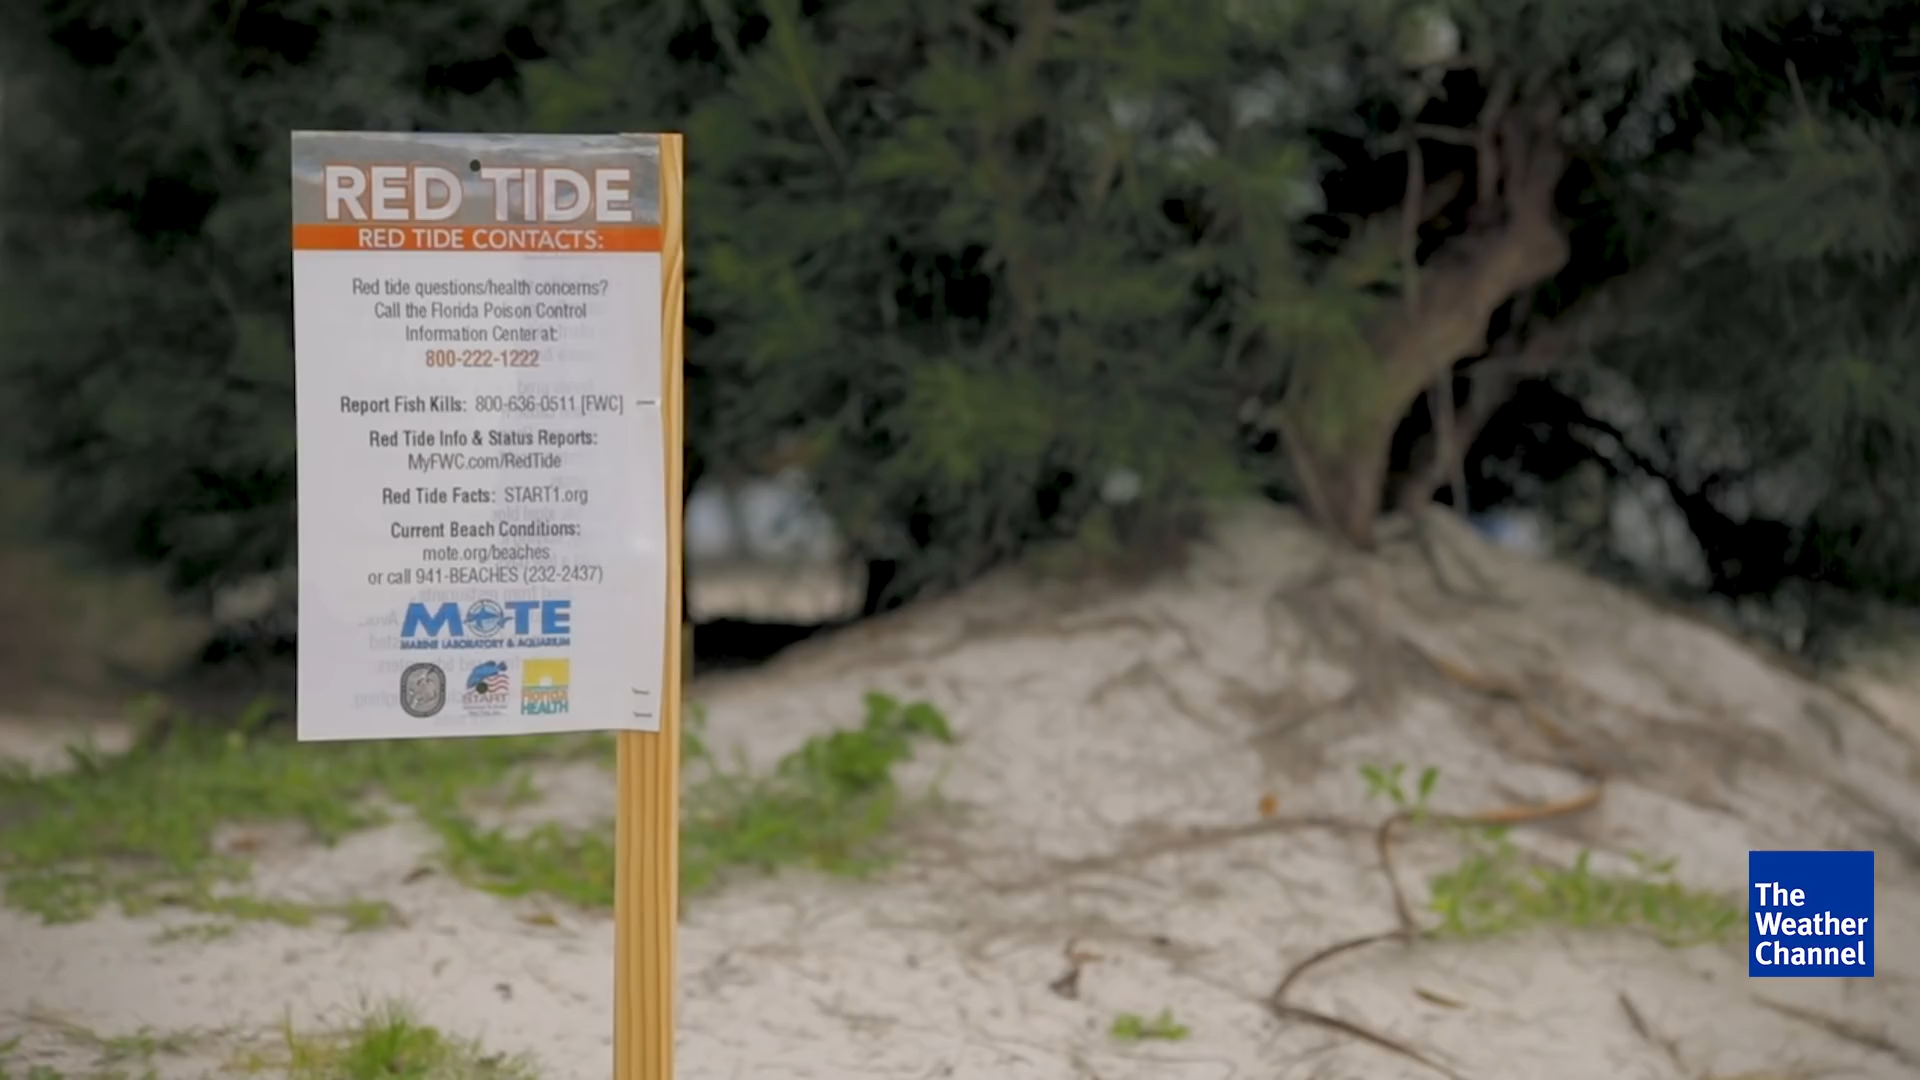 RED TIDE
RED TIDE CONTACTS:
Red tide questions/health concerns?
Call the Florida Poison Control
Information Center at:
800-222-1222
Report Fish Kills: 800-636-0511 [FWC]
Red Tide Info & Status Reports:
MyFWC.com/RedTide
Red Tide Facts: START1.org
Current Beach Conditions:
mote.org/beaches
or call 941-BEACHES (232-2437)
MOTE
MARINE LABORATORY & AQUARIUM
START
FLORIDA
HEALTH
The
Weather
Channel